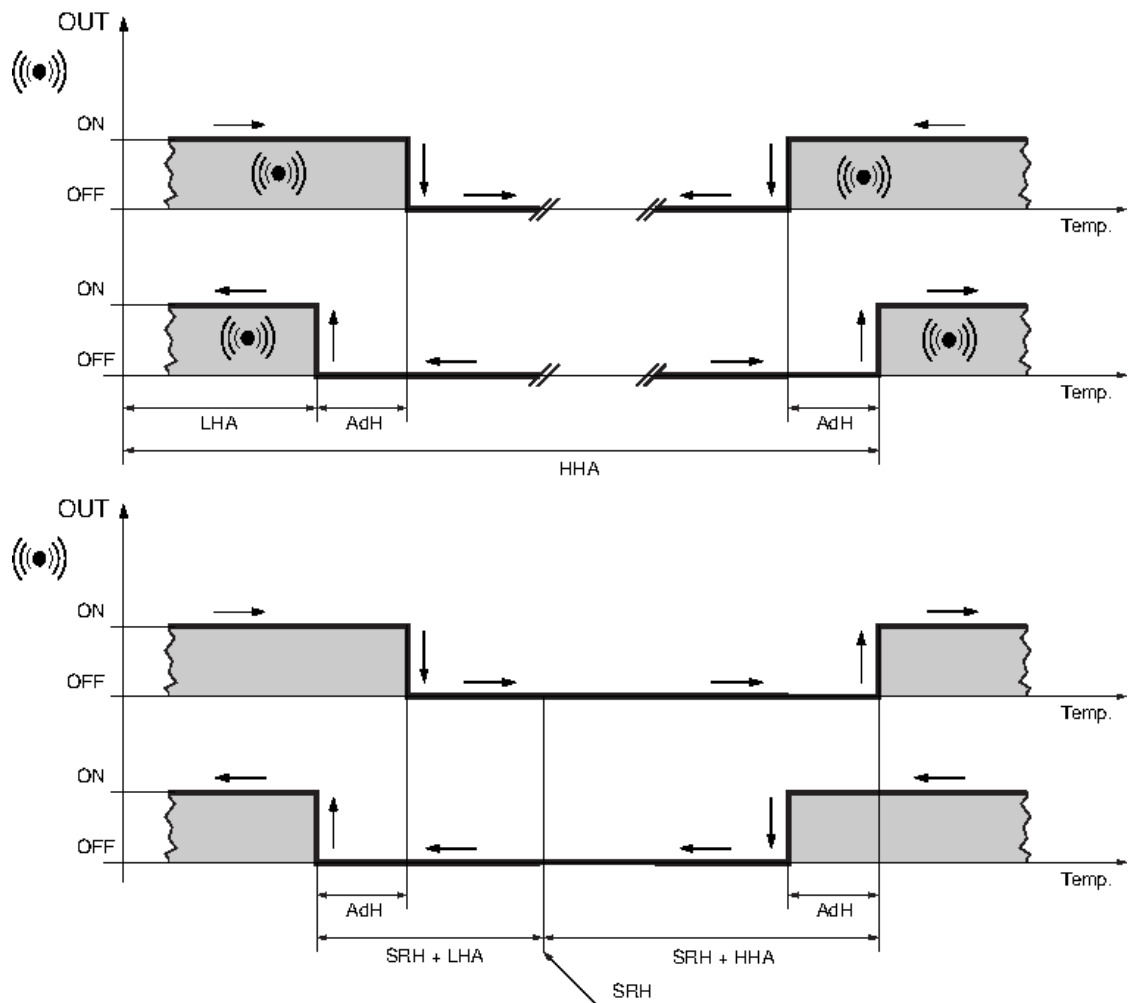 OUT
ON
OFF
Temp.
ON
OFF
Temp.
LHA AdH AdH
HHA
OUT
ON
OFF
Temp.
ON
OFF
Temp.
AdH AdH
SRH + LHA SRH + HHA
SRH